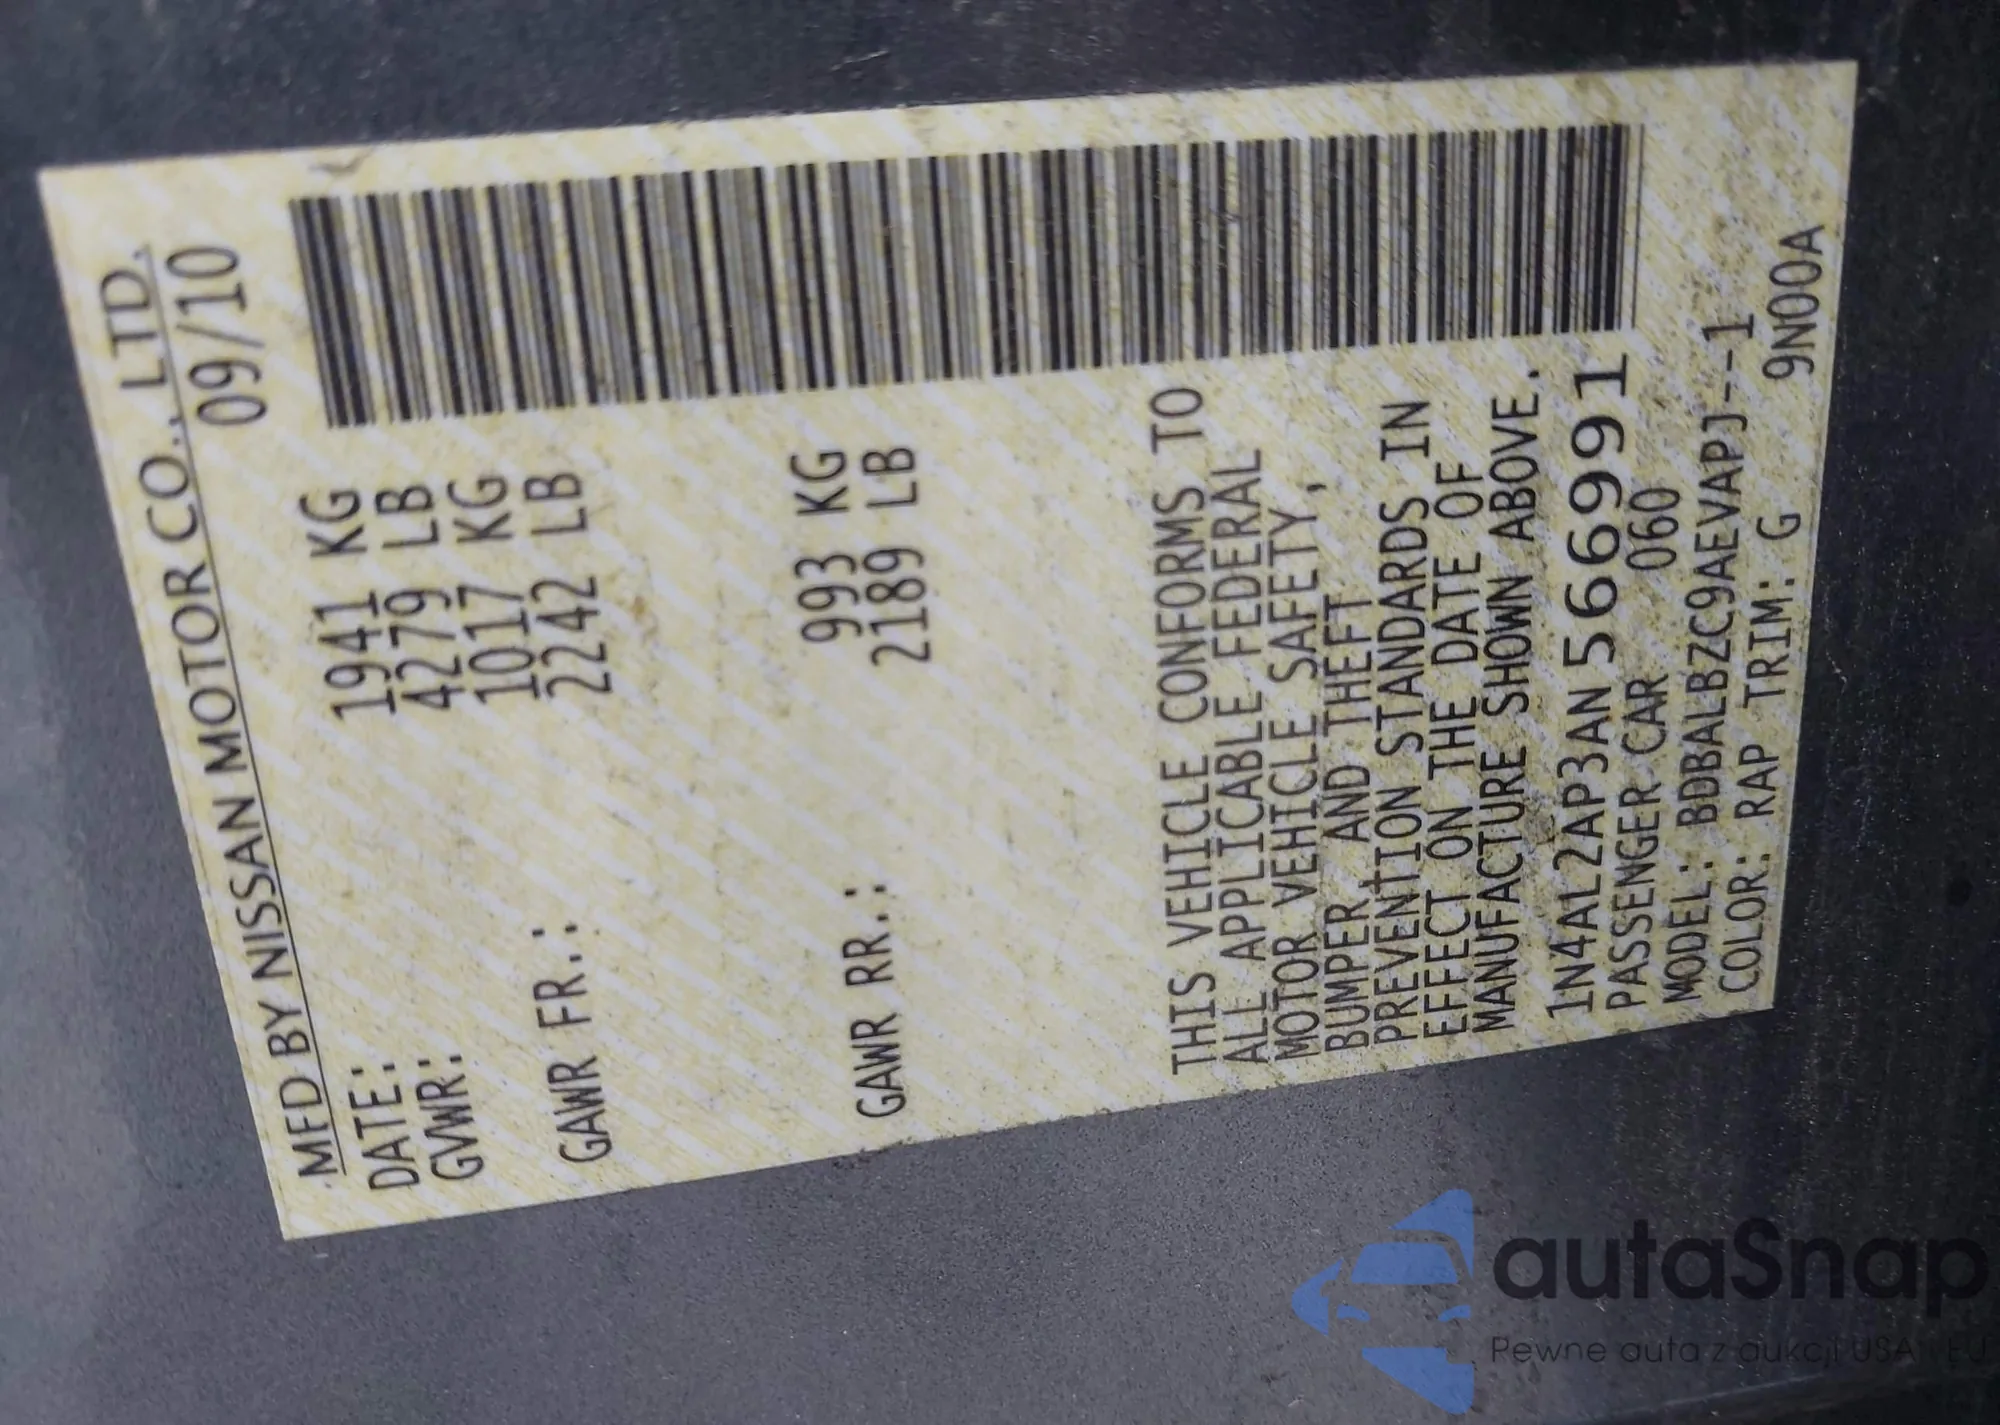 MFD BY NISSAN MOTOR CO., LTD.
DATE: 09/10
GVWR: 1941 KG
4279 LB
GAWR FR.: 1017 KG
2242 LB
GAWR RR.: 993 KG
2189 LB
THIS VEHICLE CONFORMS TO
ALL APPLICABLE FEDERAL
MOTOR VEHICLE SAFETY,
BUMPER AND THEFT
PREVENTION STANDARDS IN
EFFECT ON THE DATE OF
MANUFACTURE SHOWN ABOVE.
1N4AL2AP3AN566991
PASSENGER CAR 060
MODEL: BDBALBZC9AEVAPJ---1
COLOR: RAP TRIM: G 9N00A
autaSnap
Pewne auta z aukcji USA i EU